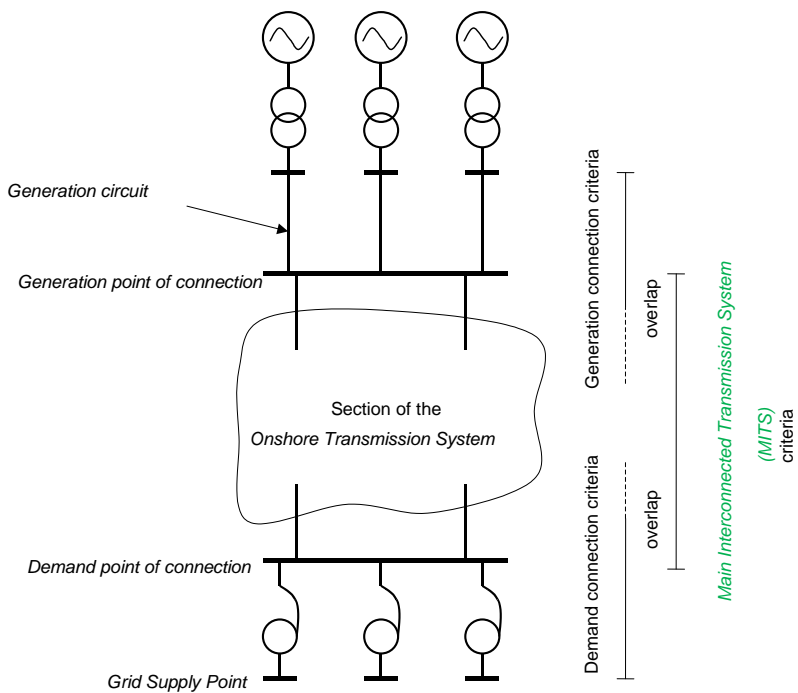 Generation circuit
Generation point of connection
Section of the
Onshore Transmission System
Demand point of connection
Grid Supply Point
Generation connection criteria
overlap
Demand connection criteria
overlap
Main Interconnected Transmission System
(MITS)
criteria